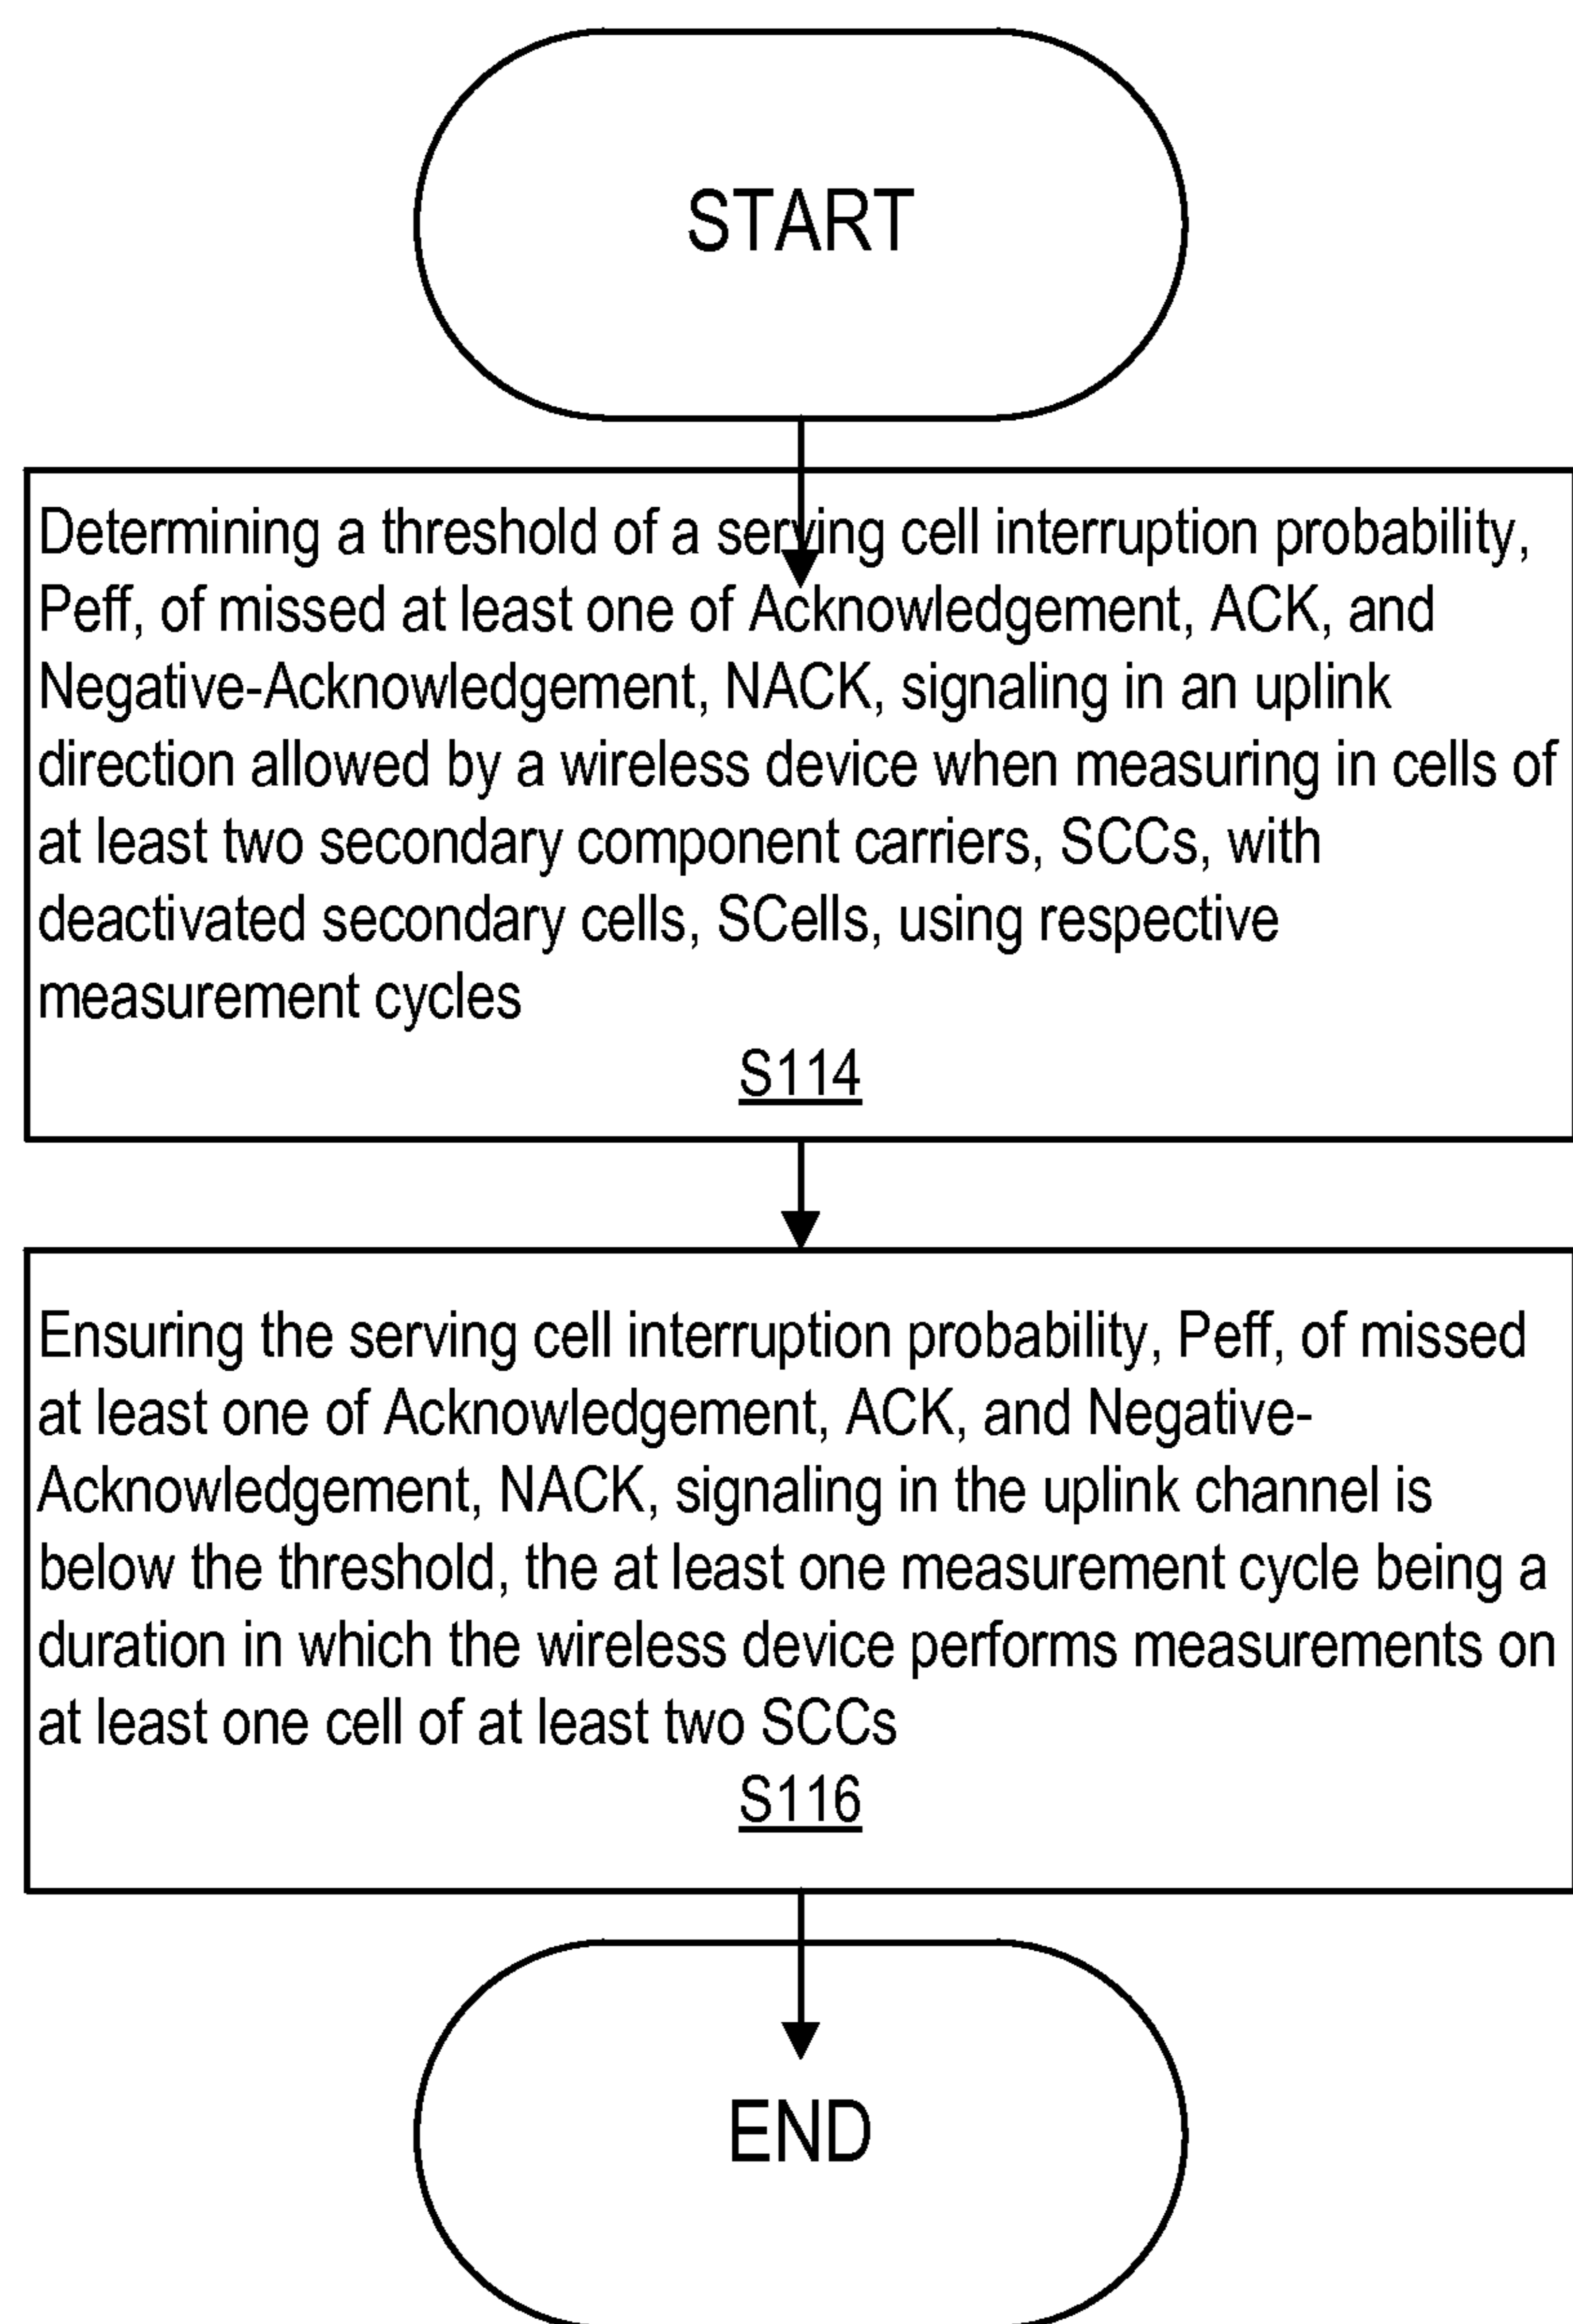 START
Determining a threshold of a serving cell interruption probability,
Peff, of missed at least one of Acknowledgement, ACK, and
Negative-Acknowledgement, NACK, signaling in an uplink
direction allowed by a wireless device when measuring in cells of
at least two secondary component carriers, SCCs, with
deactivated secondary cells, SCells, using respective
measurement cycles
S114
Ensuring the serving cell interruption probability, Peff, of missed
at least one of Acknowledgement, ACK, and Negative-
Acknowledgement, NACK, signaling in the uplink channel is
below the threshold, the at least one measurement cycle being a
duration in which the wireless device performs measurements on
at least one cell of at least two SCCs
S116
END